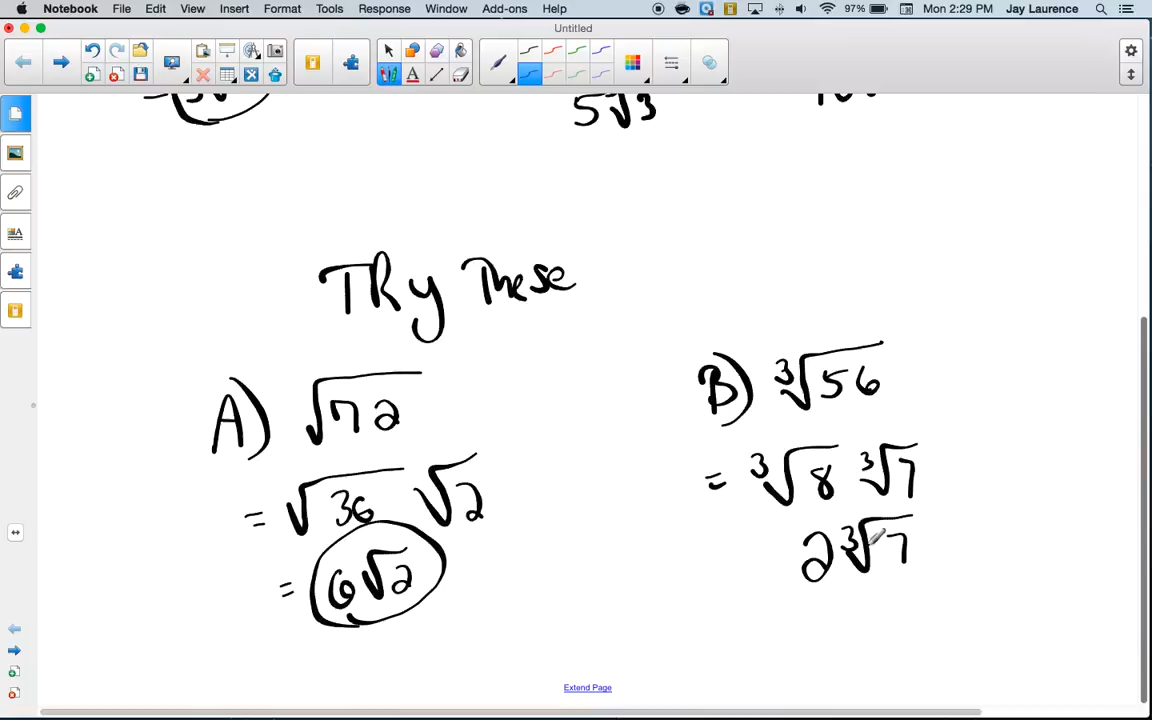 Notebook File Edit View Insert Format Tools Response Window Add-ons Help 97% Mon 2:29 PM Jay Laurence
Untitled
5√3
TRy These
A) √72
B) ∛56
= √36 √2
= ∛8 ∛7
= 6√2
2∛7
Extend Page